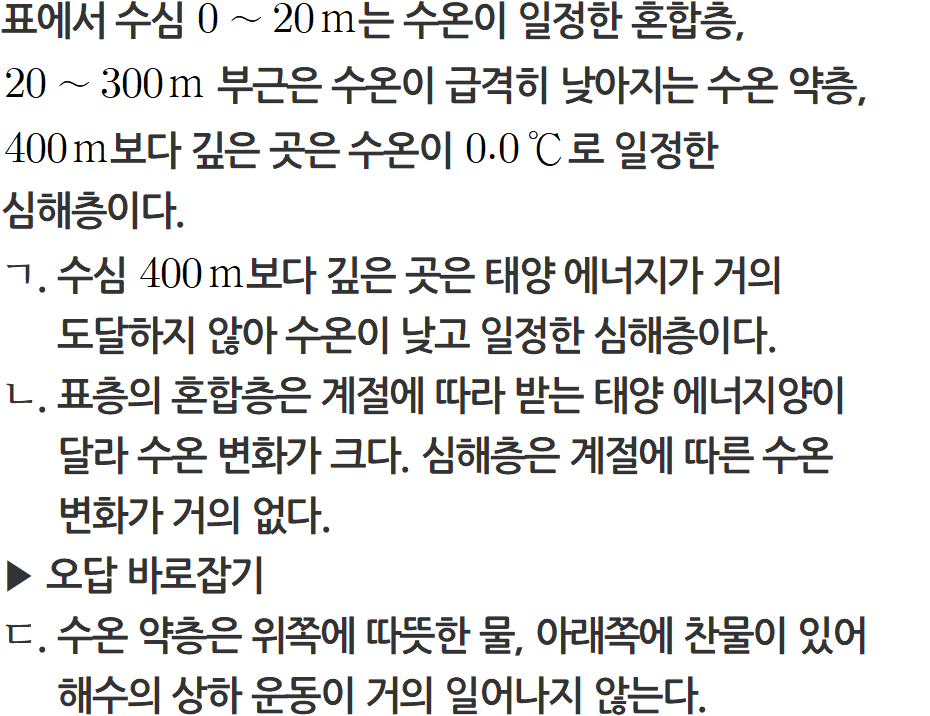 표에서 수심 0 ~ 20 m는 수온이 일정한 혼합층,
20 ~ 300 m 부근은 수온이 급격히 낮아지는 수온 약층,
400 m보다 깊은 곳은 수온이 0.0 ℃로 일정한
심해층이다.
ㄱ. 수심 400 m보다 깊은 곳은 태양 에너지가 거의
도달하지 않아 수온이 낮고 일정한 심해층이다.
ㄴ. 표층의 혼합층은 계절에 따라 받는 태양 에너지양이
달라 수온 변화가 크다. 심해층은 계절에 따른 수온
변화가 거의 없다.
▶ 오답 바로잡기
ㄷ. 수온 약층은 위쪽에 따뜻한 물, 아래쪽에 찬물이 있어
해수의 상하 운동이 거의 일어나지 않는다.